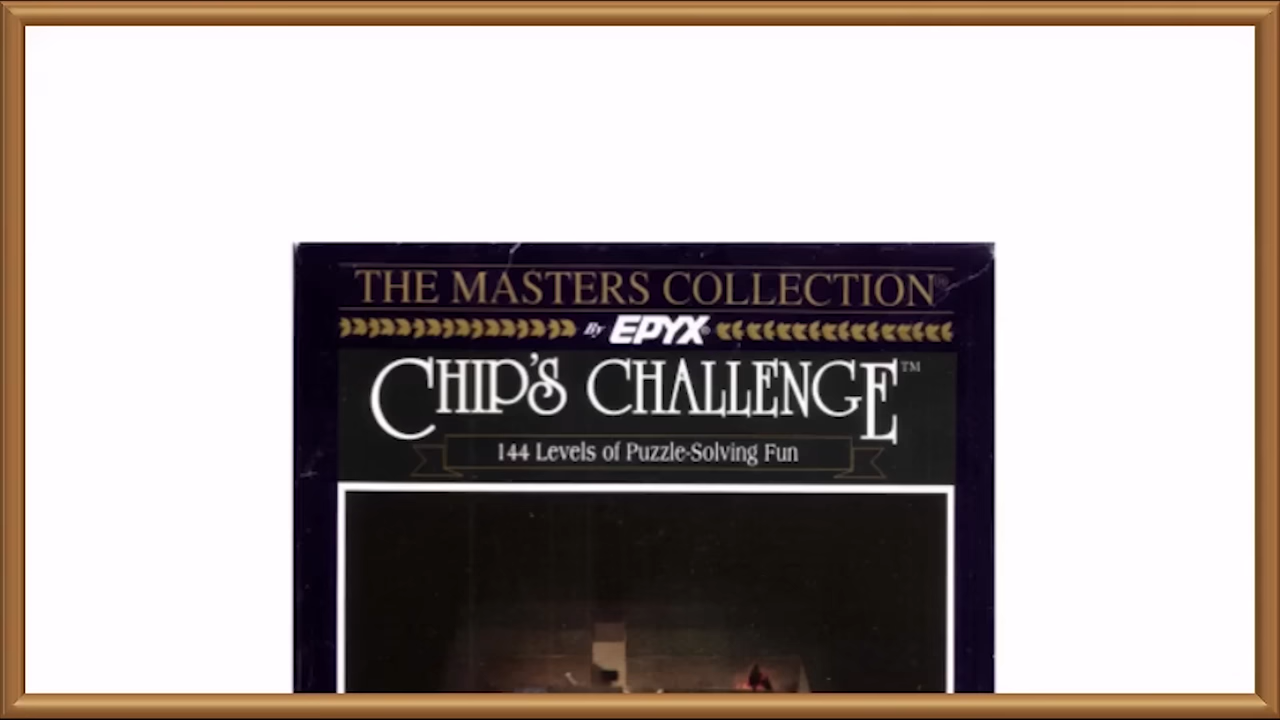 THE MASTERS COLLECTION®
By EPYX®
CHIP'S CHALLENGE™
144 Levels of Puzzle-Solving Fun